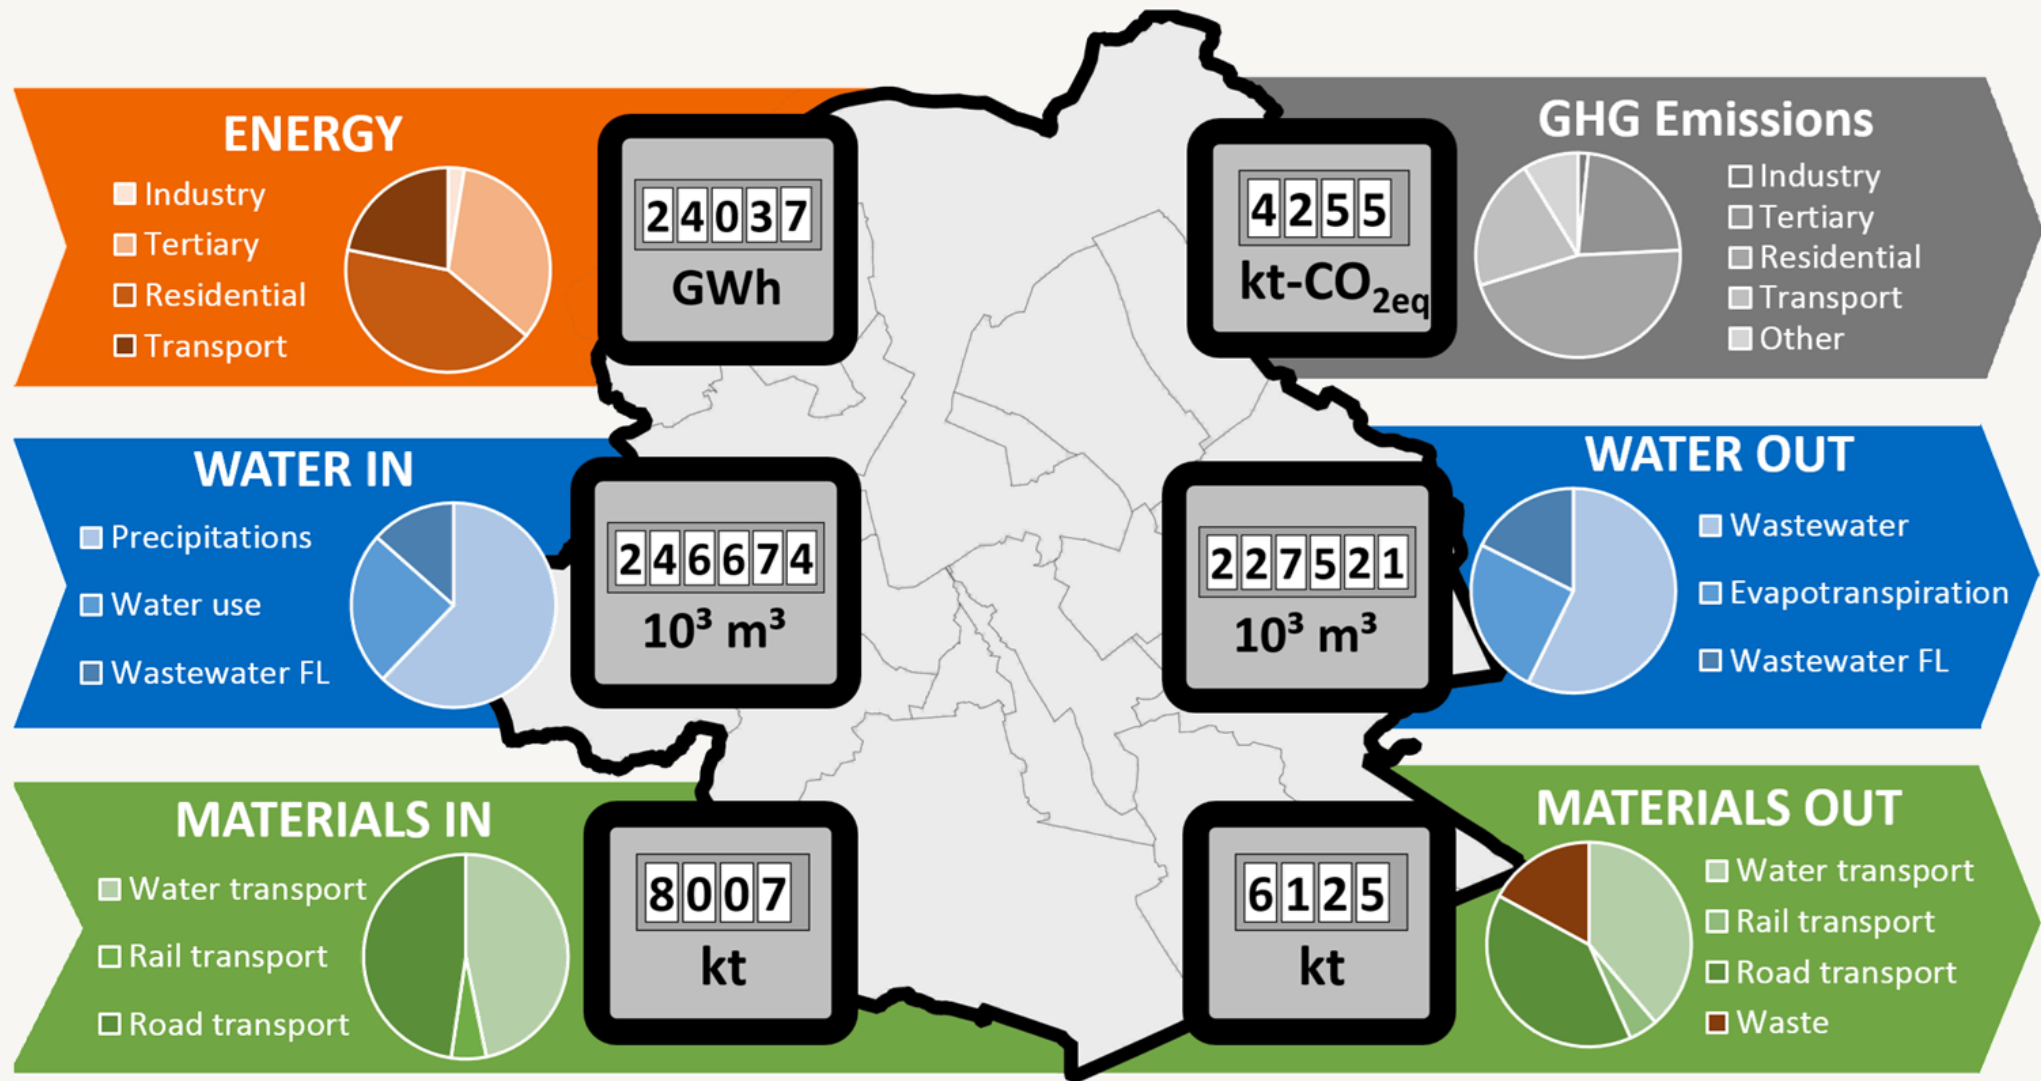 ENERGY
Industry
Tertiary
Residential
Transport
24037
GWh
GHG Emissions
Industry
Tertiary
Residential
Transport
Other
4255
kt-CO₂eq
WATER IN
Precipitations
Water use
Wastewater FL
246674
10³ m³
WATER OUT
Wastewater
Evapotranspiration
Wastewater FL
227521
10³ m³
MATERIALS IN
Water transport
Rail transport
Road transport
8007
kt
MATERIALS OUT
Water transport
Rail transport
Road transport
Waste
6125
kt